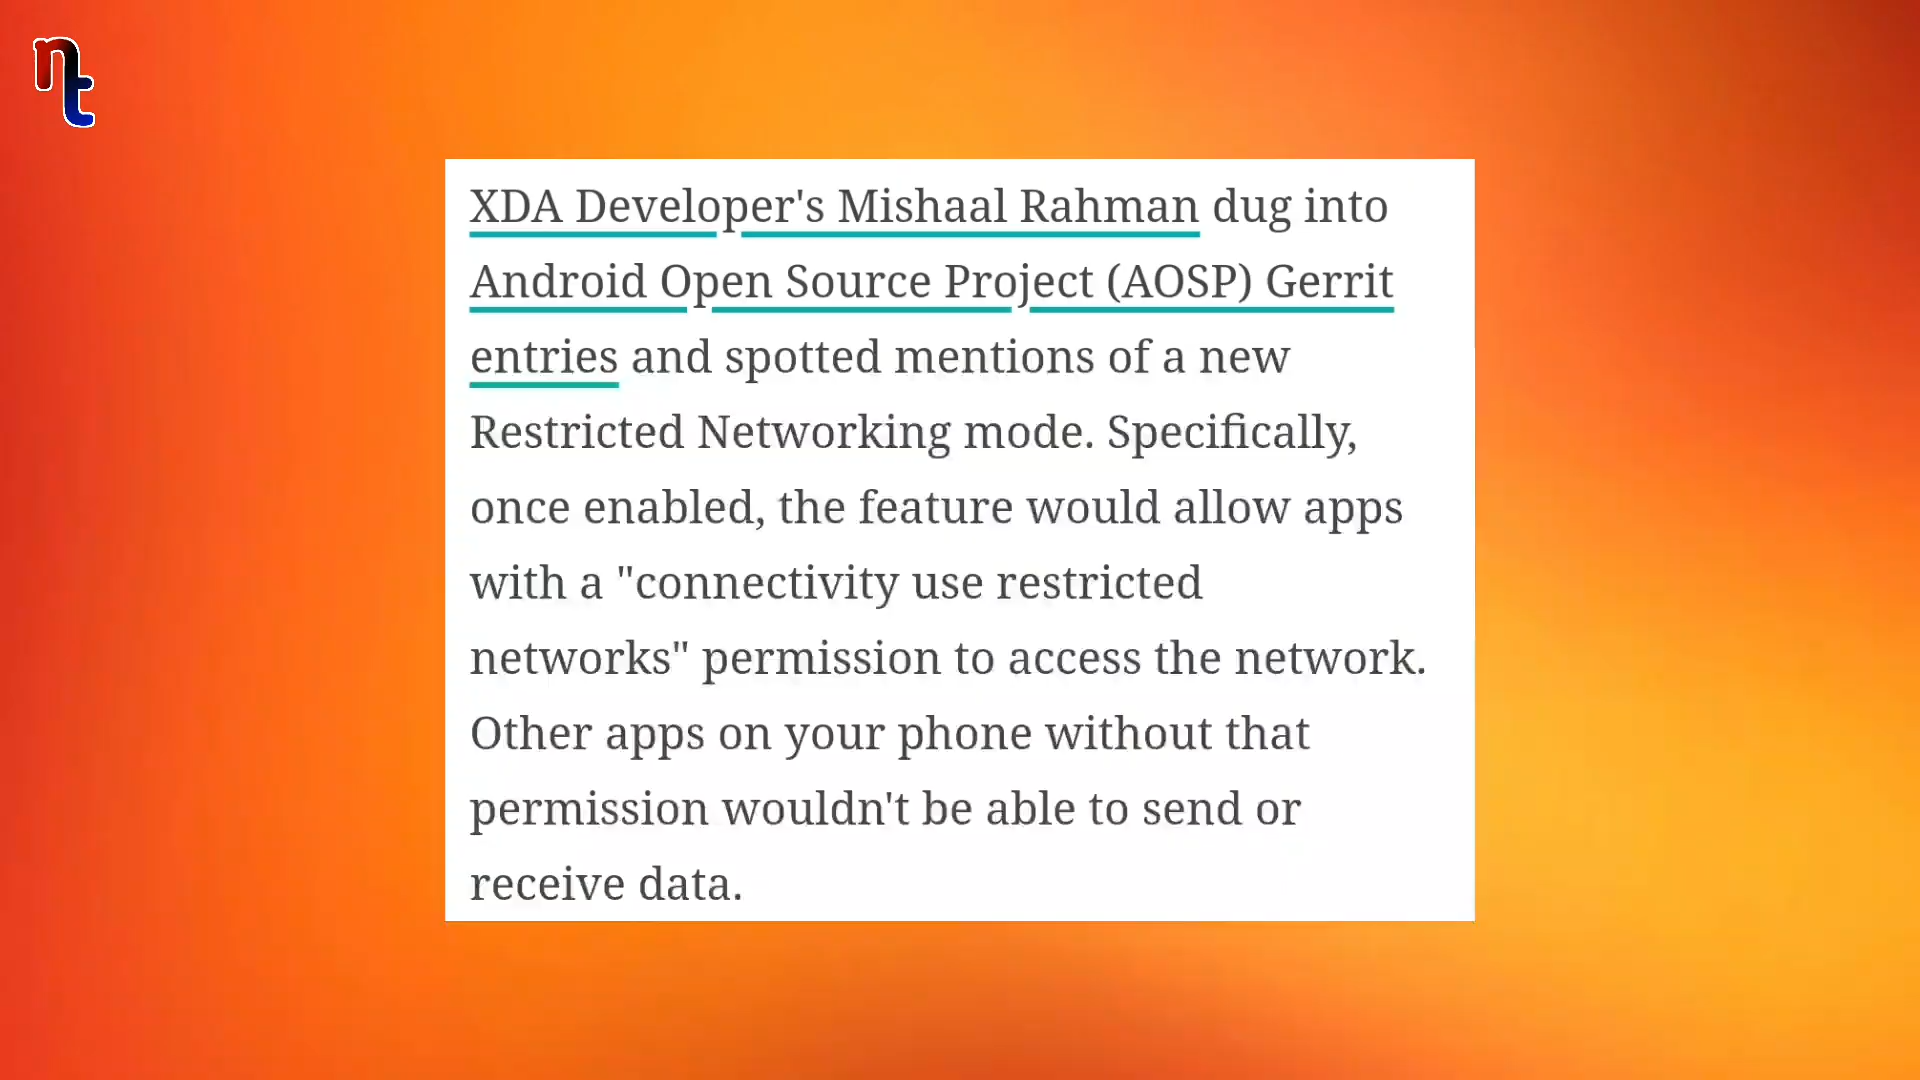 nt
XDA Developer's Mishaal Rahman dug into
Android Open Source Project (AOSP) Gerrit
entries and spotted mentions of a new
Restricted Networking mode. Specifically,
once enabled, the feature would allow apps
with a "connectivity use restricted
networks" permission to access the network.
Other apps on your phone without that
permission wouldn't be able to send or
receive data.